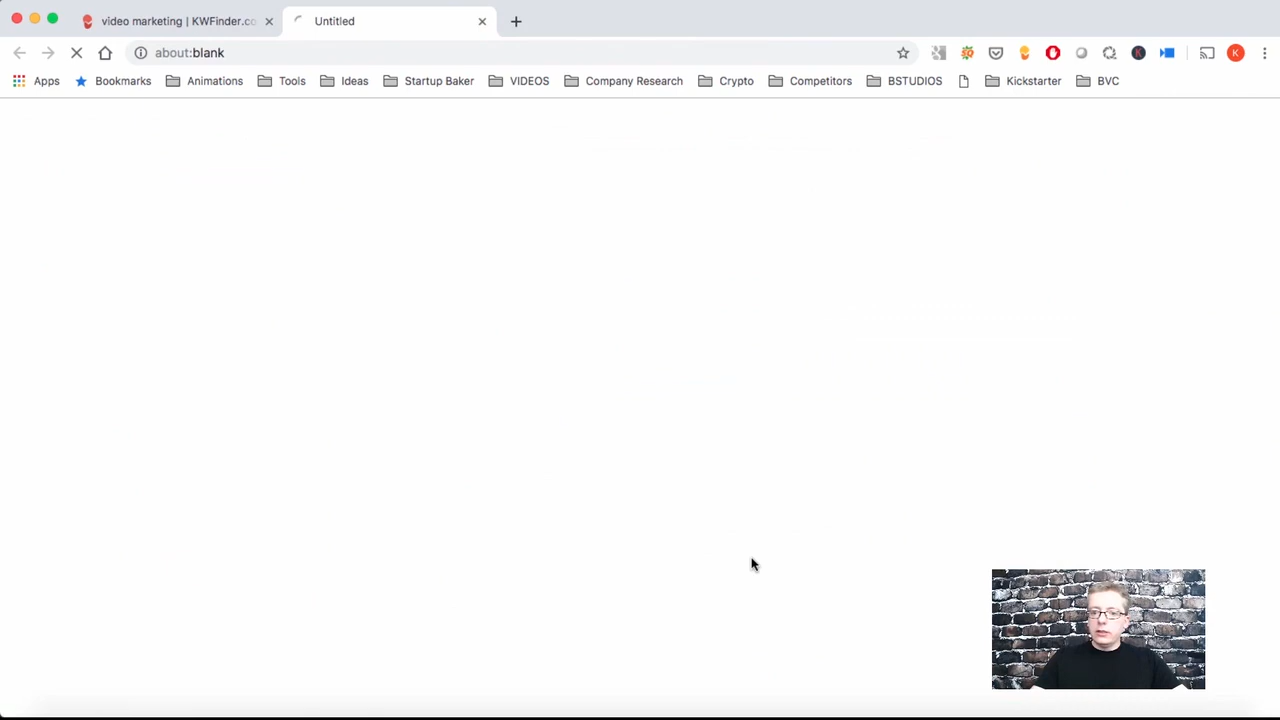 video marketing | KWFinder.co
Untitled
about:blank
Apps Bookmarks Animations Tools Ideas Startup Baker VIDEOS Company Research Crypto Competitors BSTUDIOS Kickstarter BVC
K
K